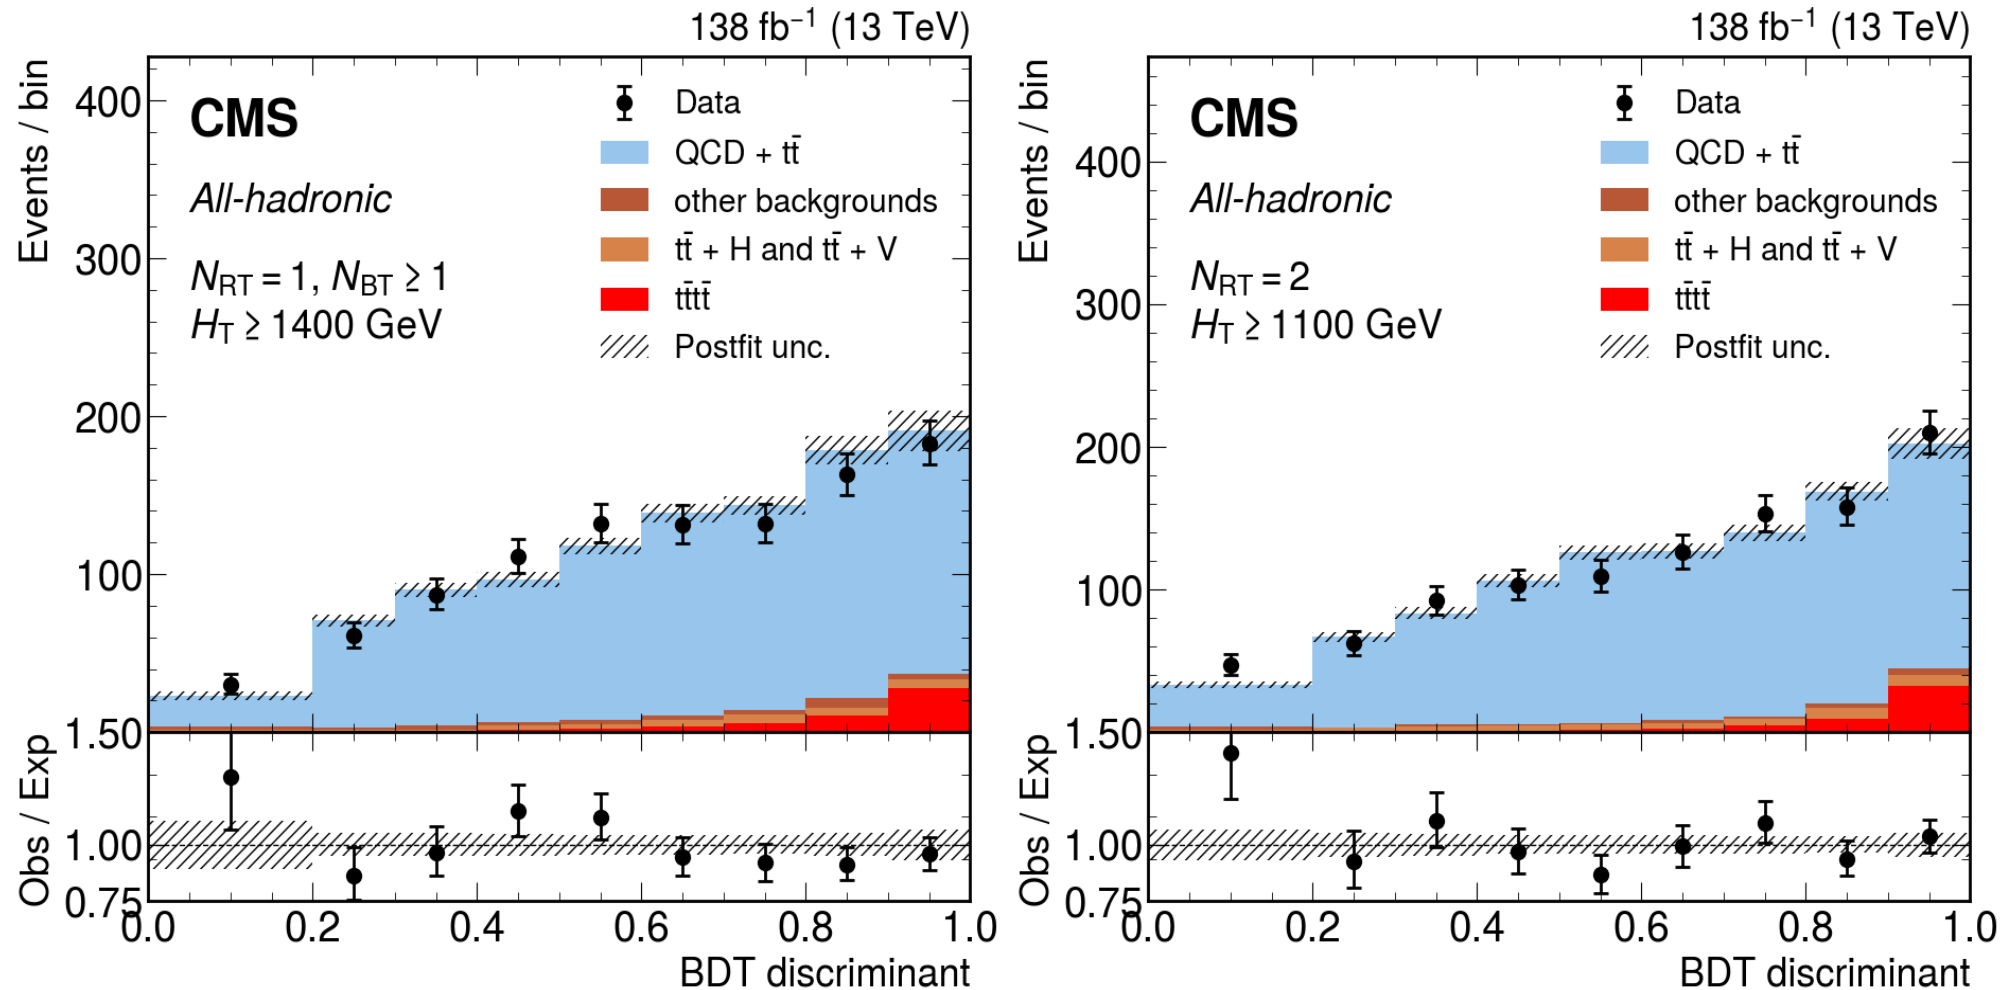 138 fb⁻¹ (13 TeV)
Events / bin
400
300
200
100
CMS
All-hadronic
N_RT = 1, N_BT ≥ 1
H_T ≥ 1400 GeV
Data
QCD + tt̄
other backgrounds
tt̄ + H and tt̄ + V
tt̄tt̄
Postfit unc.
Obs / Exp
1.50
1.00
0.75
0.0 0.2 0.4 0.6 0.8 1.0
BDT discriminant
138 fb⁻¹ (13 TeV)
Events / bin
400
300
200
100
CMS
All-hadronic
N_RT = 2
H_T ≥ 1100 GeV
Data
QCD + tt̄
other backgrounds
tt̄ + H and tt̄ + V
tt̄tt̄
Postfit unc.
Obs / Exp
1.50
1.00
0.75
0.0 0.2 0.4 0.6 0.8 1.0
BDT discriminant